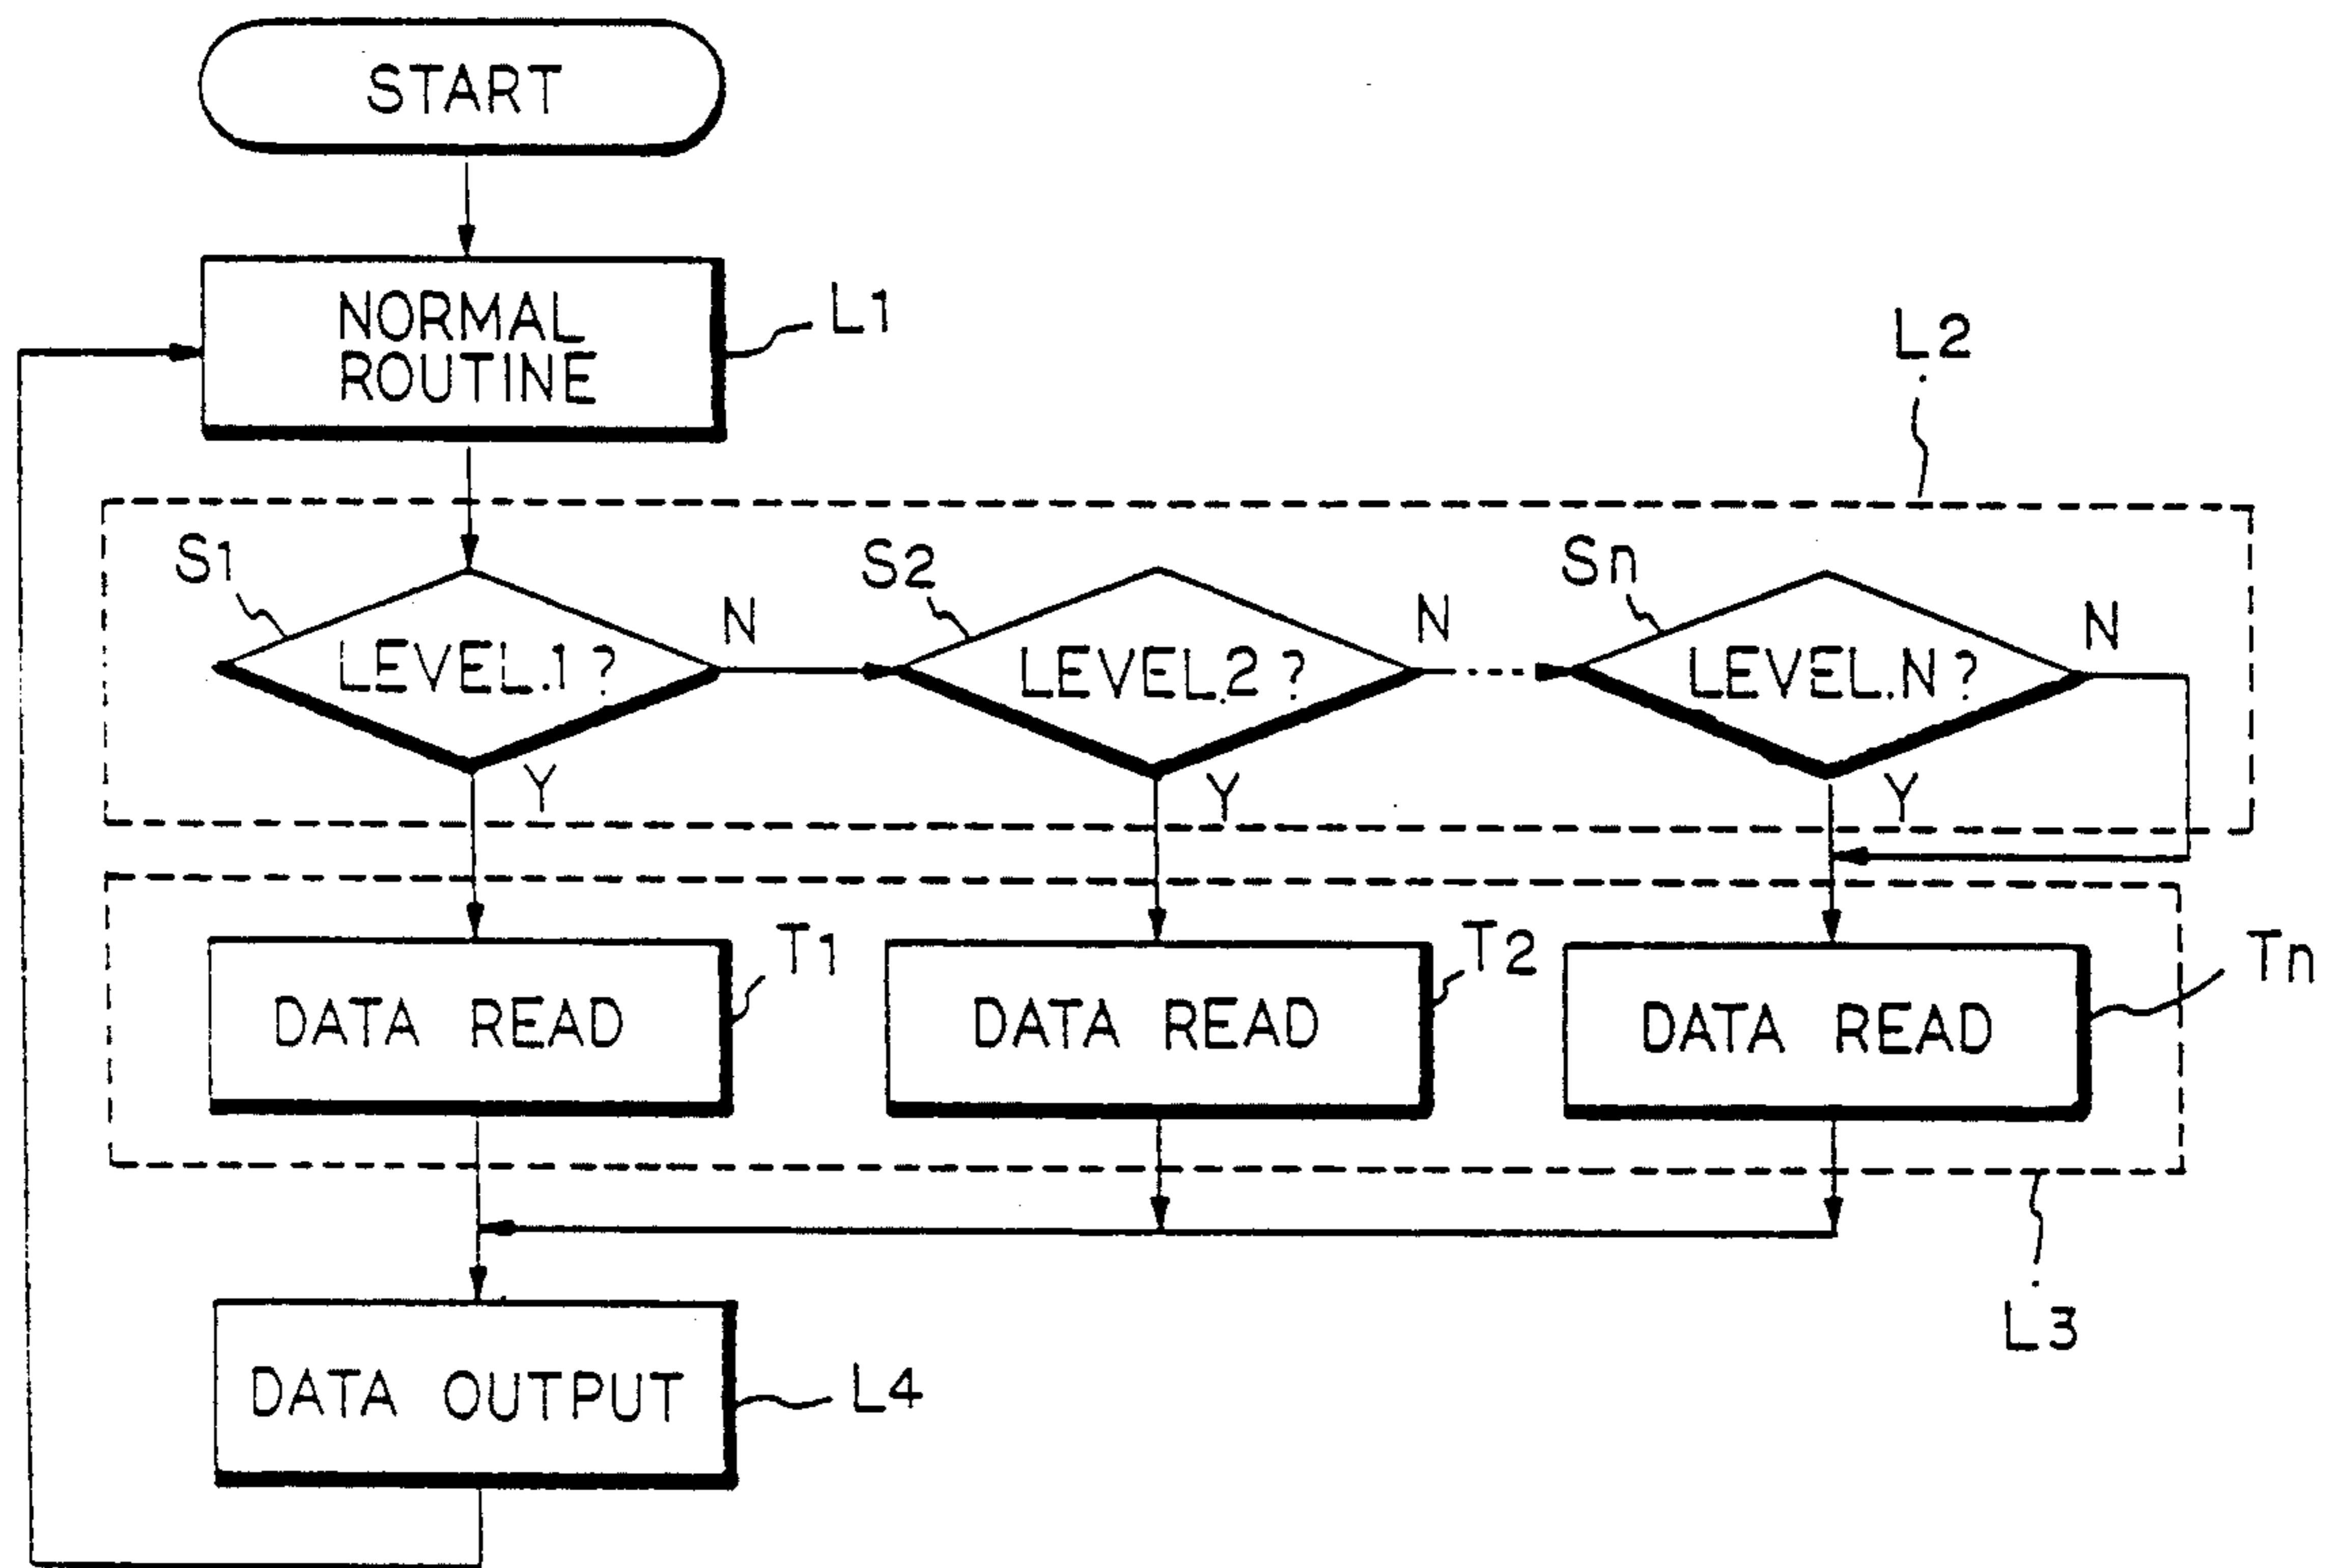 START
NORMAL
ROUTINE
L1
L2
S1
LEVEL.1?
N
Y
S2
LEVEL.2?
N
Y
Sn
LEVEL.N?
N
Y
DATA READ
T1
DATA READ
T2
DATA READ
Tn
L3
DATA OUTPUT
L4